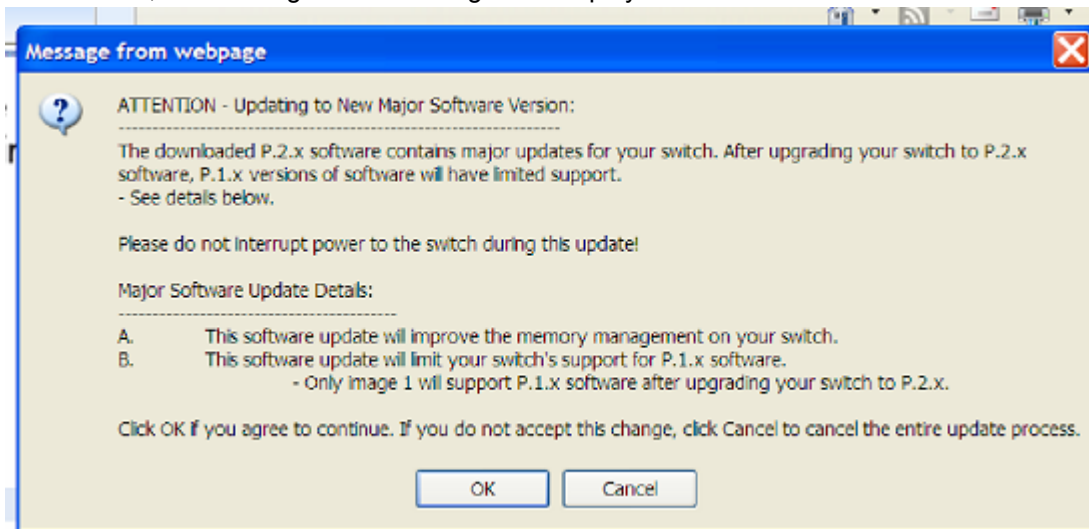 Message from webpage
ATTENTION - Updating to New Major Software Version:
-----------------------------------------------------------------
The downloaded P.2.x software contains major updates for your switch. After upgrading your switch to P.2.x
software, P.1.x versions of software will have limited support.
- See details below.
Please do not interrupt power to the switch during this update!
Major Software Update Details:
-----------------------------------------
A. This software update will improve the memory management on your switch.
B. This software update will limit your switch's support for P.1.x software.
- Only image 1 will support P.1.x software after upgrading your switch to P.2.x.
Click OK if you agree to continue. If you do not accept this change, click Cancel to cancel the entire update process.
OK Cancel